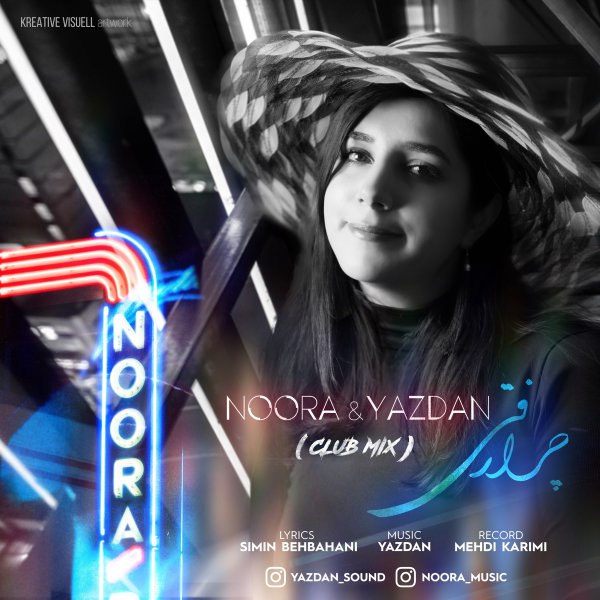 KREATIVE VISUELL artwork
NOORA
NOORA & YAZDAN
(CLUB MIX)
چرا رفتی
LYRICS MUSIC RECORD
SIMIN BEHBAHANI YAZDAN MEHDI KARIMI
YAZDAN_SOUND NOORA_MUSIC